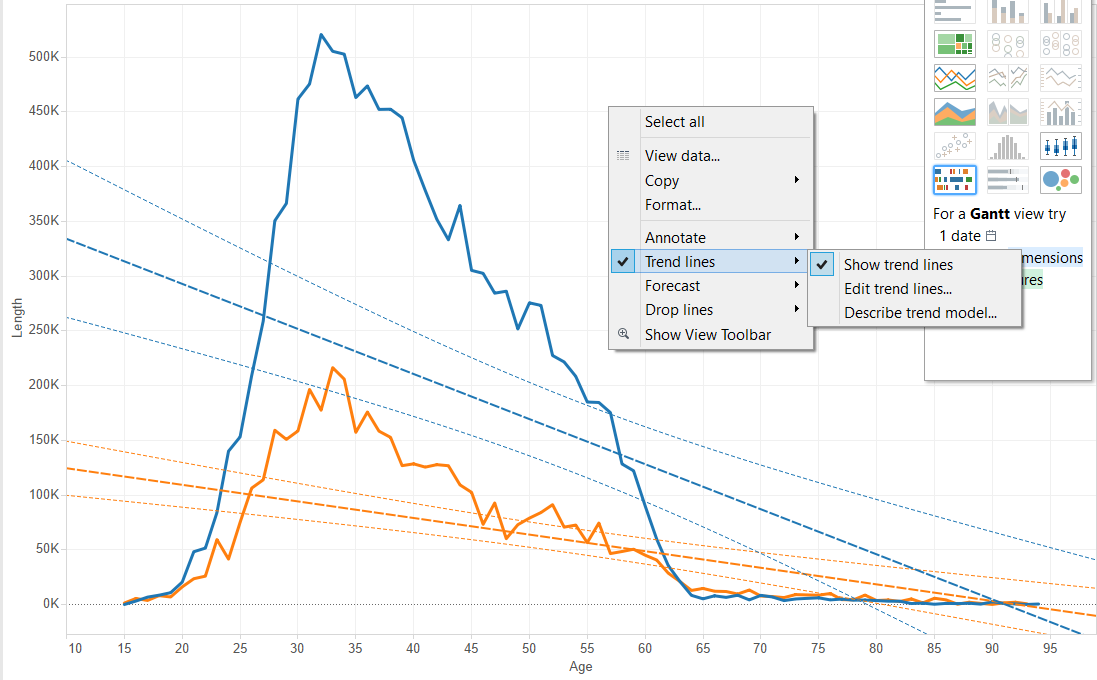 500K
450K
400K
350K
300K
250K
200K
150K
100K
50K
0K
Length
10 15 20 25 30 35 40 45 50 55 60 65 70 75 80 85 90 95
Age
Select all
View data...
Copy
Format...
Annotate
Trend lines
Forecast
Drop lines
Show View Toolbar
Show trend lines
Edit trend lines...
Describe trend model...
For a Gantt view try
1 date
mensions
res